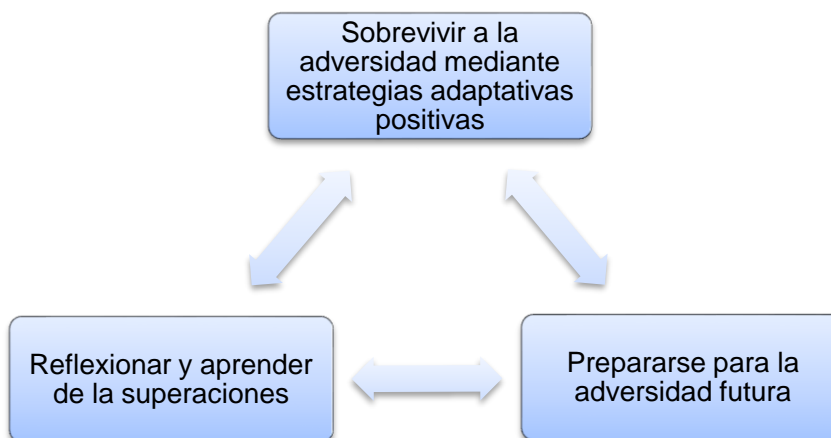 Sobrevivir a la
adversidad mediante
estrategias adaptativas
positivas
Reflexionar y aprender
de la superaciones
Prepararse para la
adversidad futura